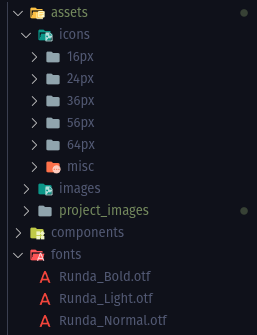 assets
icons
16px
24px
36px
56px
64px
misc
images
project_images
components
fonts
Runda_Bold.otf
Runda_Light.otf
Runda_Normal.otf